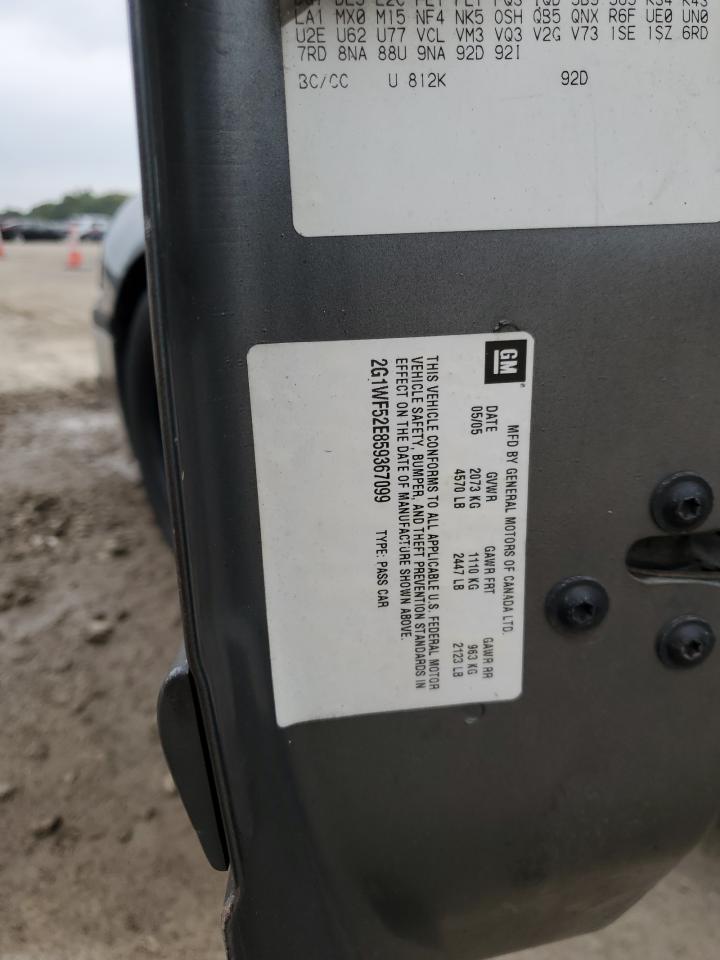 LA1 MX0 M15 NF4 NK5 OSH QB5 QNX R6F UE0 UN0
U2E U62 U77 VCL VM3 VQ3 V2G V73 1SE 1SZ 6RD
7RD 8NA 88U 9NA 92D 92I
BC/CC U 812K 92D
GM
MFD BY GENERAL MOTORS OF CANADA LTD.
DATE GVWR GAWR FRT GAWR RR
05/05 2073 KG 1110 KG 963 KG
4570 LB 2447 LB 2123 LB
THIS VEHICLE CONFORMS TO ALL APPLICABLE U.S. FEDERAL MOTOR
VEHICLE SAFETY, BUMPER, AND THEFT PREVENTION STANDARDS IN
EFFECT ON THE DATE OF MANUFACTURE SHOWN ABOVE.
2G1WF52E859367099 TYPE: PASS CAR